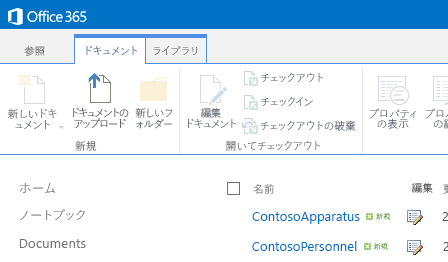 Office 365
参照 ドキュメント ライブラリ
新しいドキュメント
ドキュメントの
アップロード
新しいフォルダー
新規
編集
ドキュメント
チェックアウト
チェックイン
チェックアウトの破棄
開いてチェックアウト
プロパティ
の表示
ホーム
ノートブック
Documents
名前 編集
ContosoApparatus 新規
ContosoPersonnel 新規